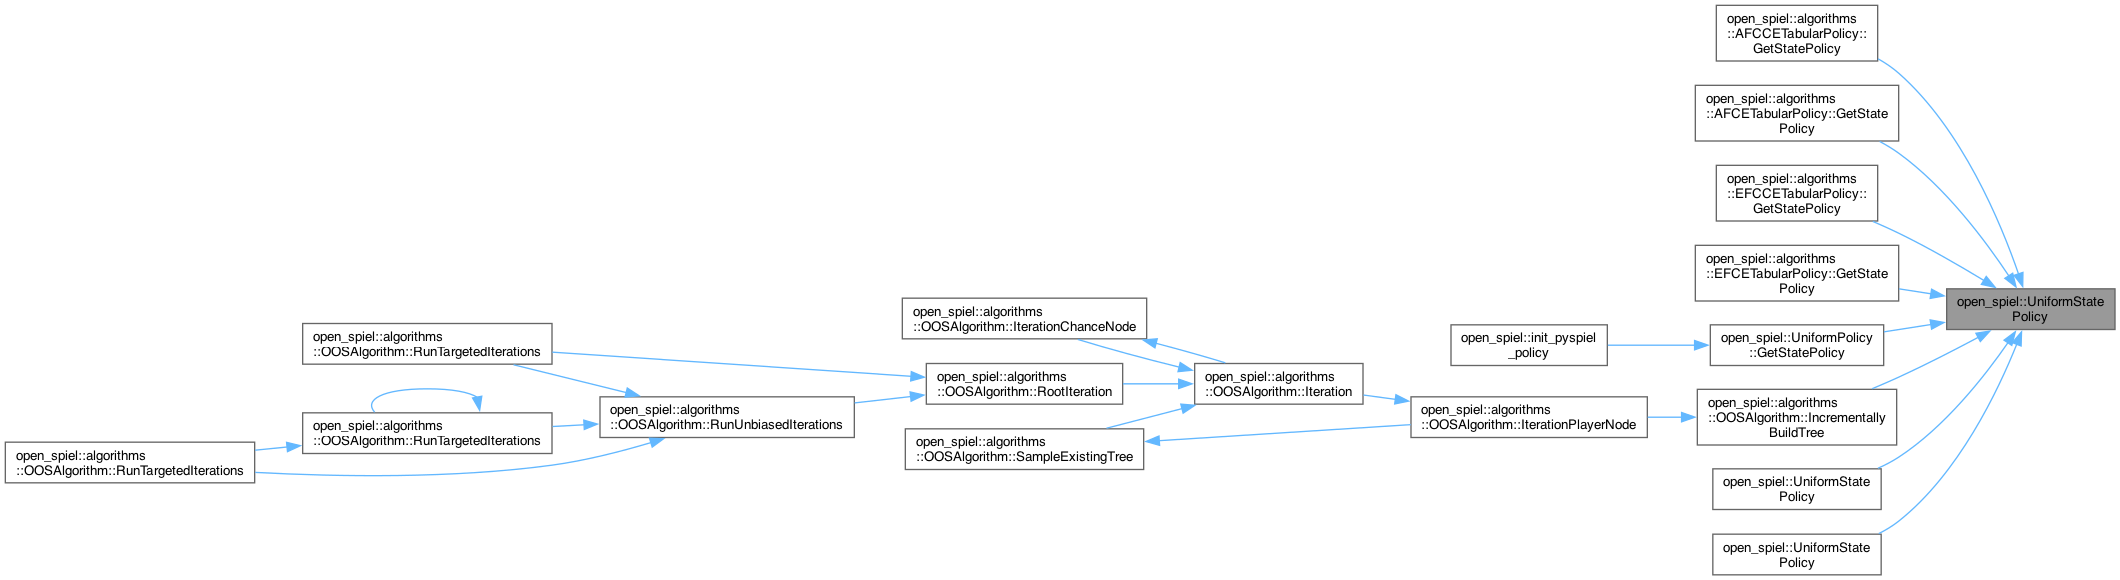 open_spiel::algorithms
::AFCCETabularPolicy::
GetStatePolicy
open_spiel::algorithms
::AFCETabularPolicy::GetState
Policy
open_spiel::algorithms
::EFCCETabularPolicy::
GetStatePolicy
open_spiel::algorithms
::EFCETabularPolicy::GetState
Policy
open_spiel::UniformState
Policy
open_spiel::algorithms
::OOSAlgorithm::IterationChanceNode
open_spiel::algorithms
::OOSAlgorithm::RunTargetedIterations
open_spiel::init_pyspiel
_policy
open_spiel::UniformPolicy
::GetStatePolicy
open_spiel::algorithms
::OOSAlgorithm::RootIteration
open_spiel::algorithms
::OOSAlgorithm::Iteration
open_spiel::algorithms
::OOSAlgorithm::RunTargetedIterations
open_spiel::algorithms
::OOSAlgorithm::RunUnbiasedIterations
open_spiel::algorithms
::OOSAlgorithm::IterationPlayerNode
open_spiel::algorithms
::OOSAlgorithm::Incrementally
BuildTree
open_spiel::algorithms
::OOSAlgorithm::RunTargetedIterations
open_spiel::algorithms
::OOSAlgorithm::SampleExistingTree
open_spiel::UniformState
Policy
open_spiel::UniformState
Policy